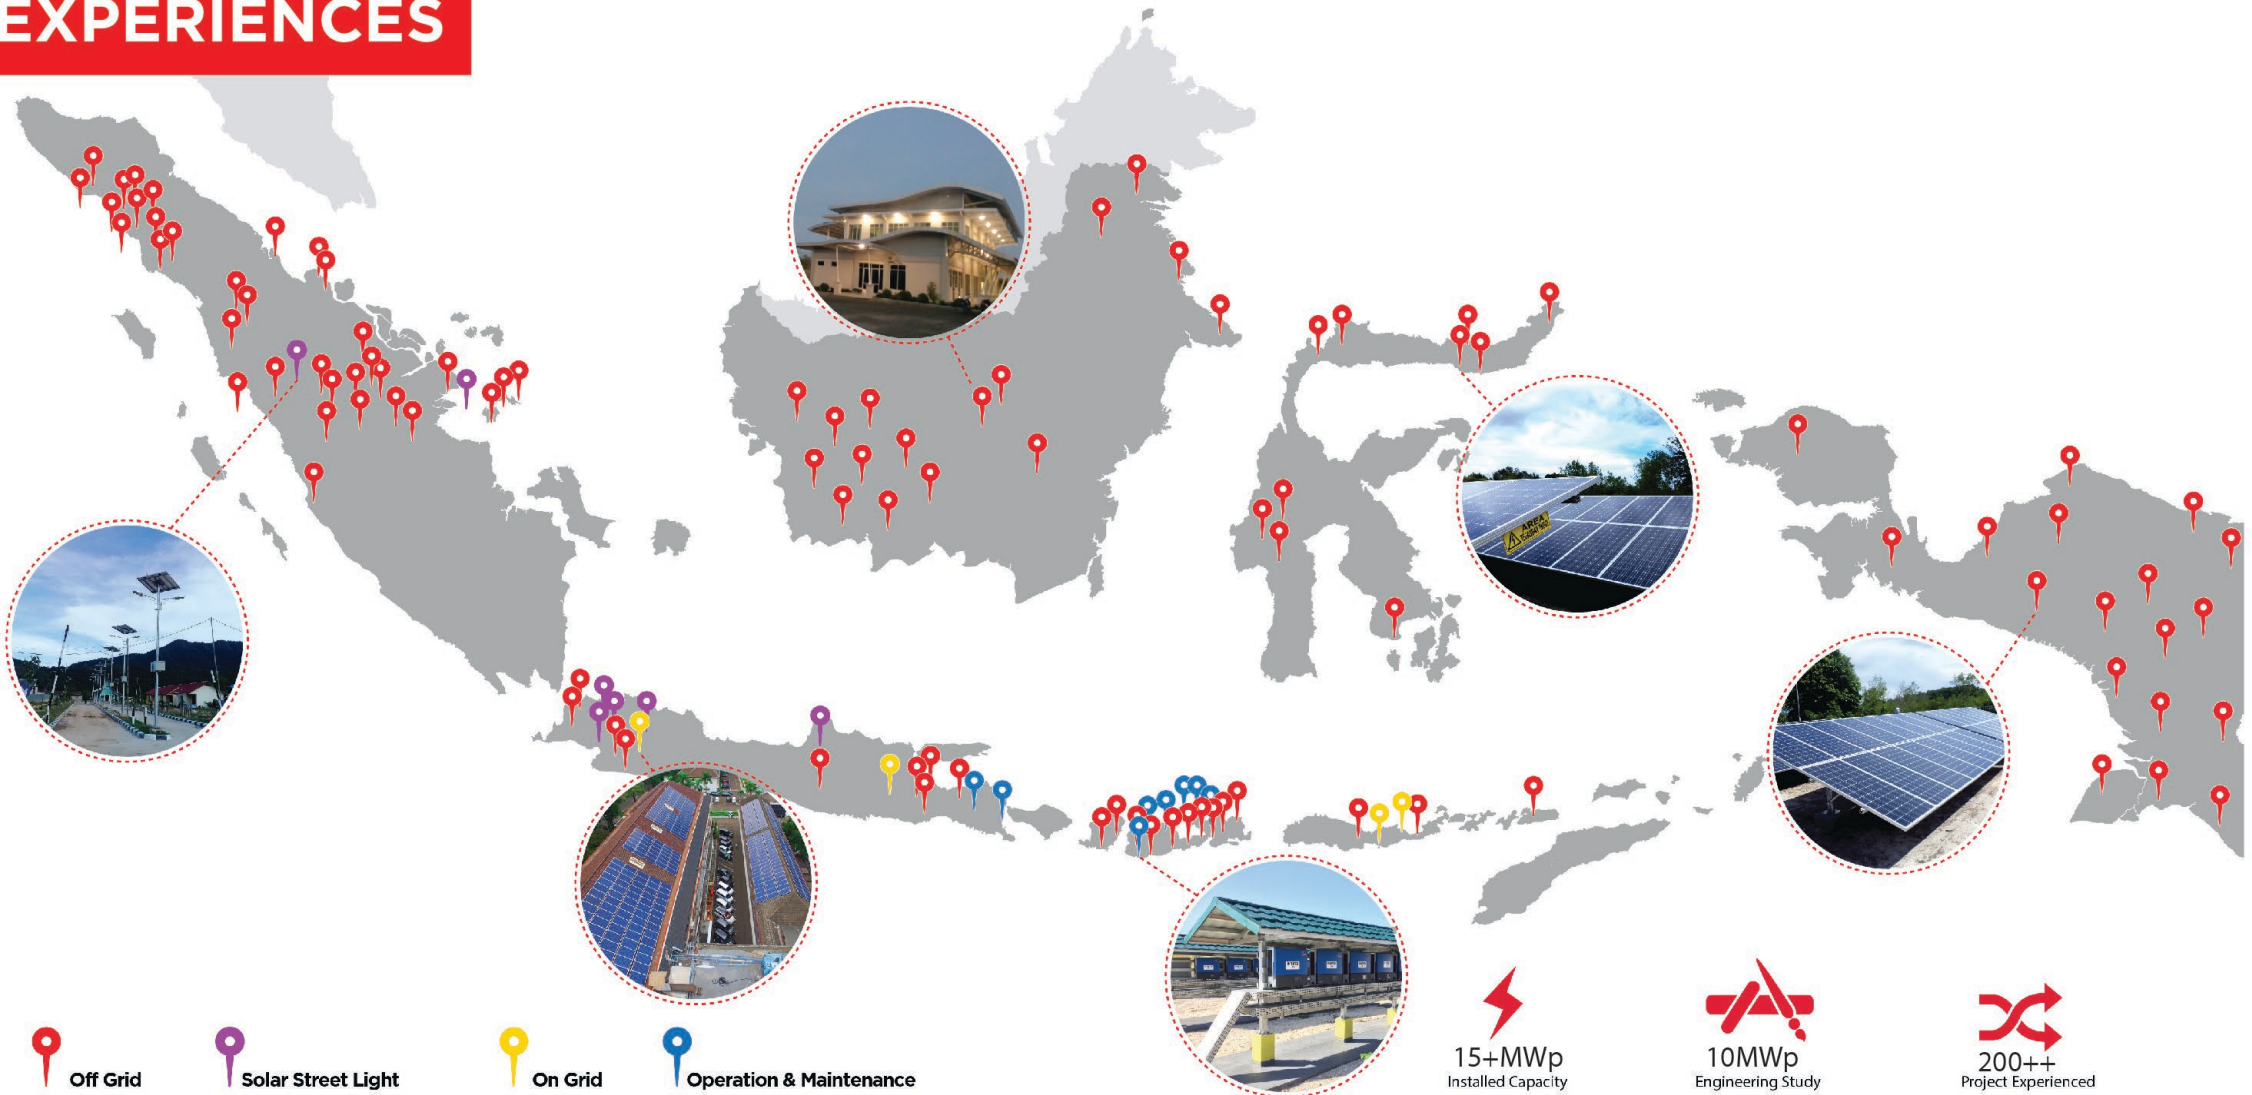 EXPERIENCES
AREA
Off Grid
Solar Street Light
On Grid
Operation & Maintenance
15+MWp
Installed Capacity
10MWp
Engineering Study
200++
Project Experienced